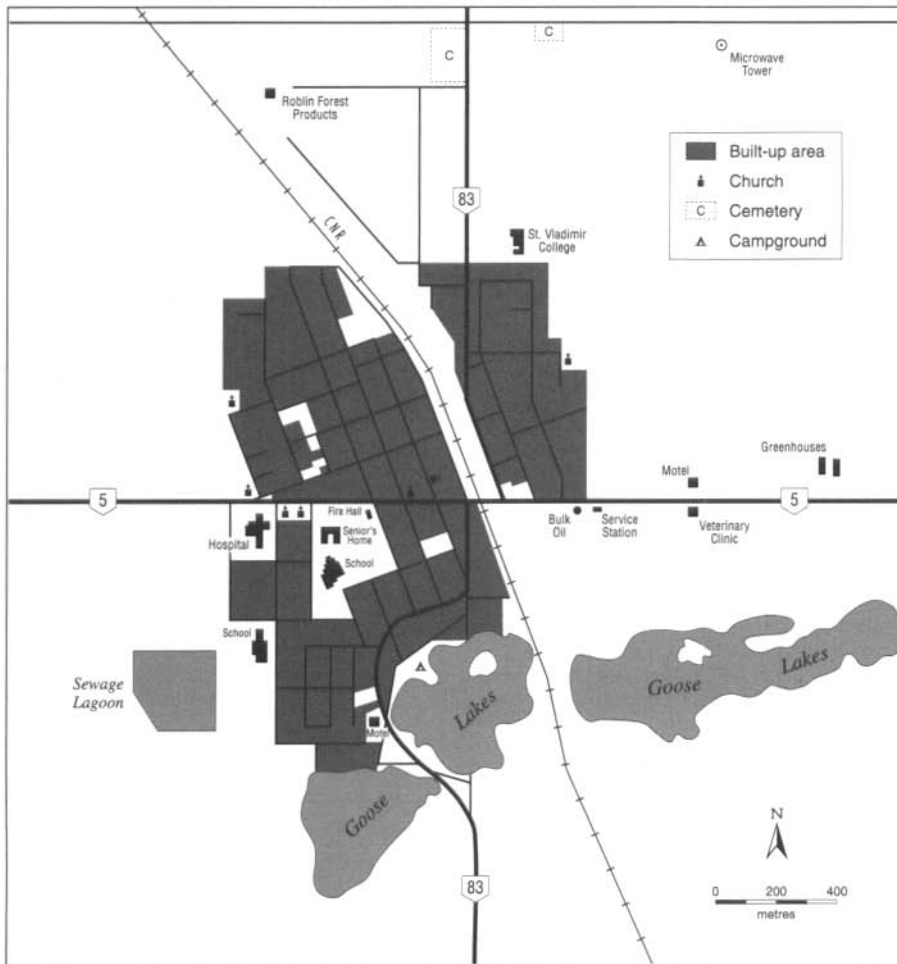 C
C
Microwave
Tower
Roblin Forest
Products
Built-up area
Church
C Cemetery
Campground
83
CNR
St. Vladimir
College
Greenhouses
Motel
5
5
Fire Hall
Bulk
Oil
Service
Station
Veterinary
Clinic
Hospital
Senior's
Home
School
School
Sewage
Lagoon
Lakes
Goose
Lakes
Motel
Goose
N
83
0 200 400
metres